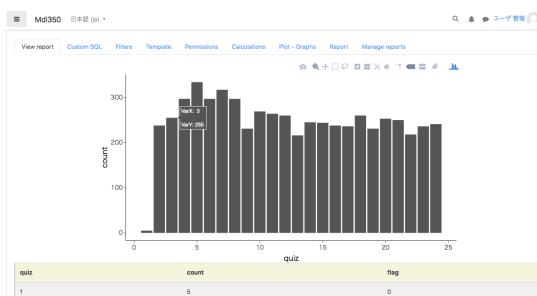 Mdl350 日本語 (ja)
ユーザ 管理
View report Custom SQL Filters Template Permissions Calculations Plot - Graphs Report Manage reports
300
200
100
0
count
VarX: 3
VarY: 255
0 5 10 15 20 25
quiz
quiz count flag
1 5 0